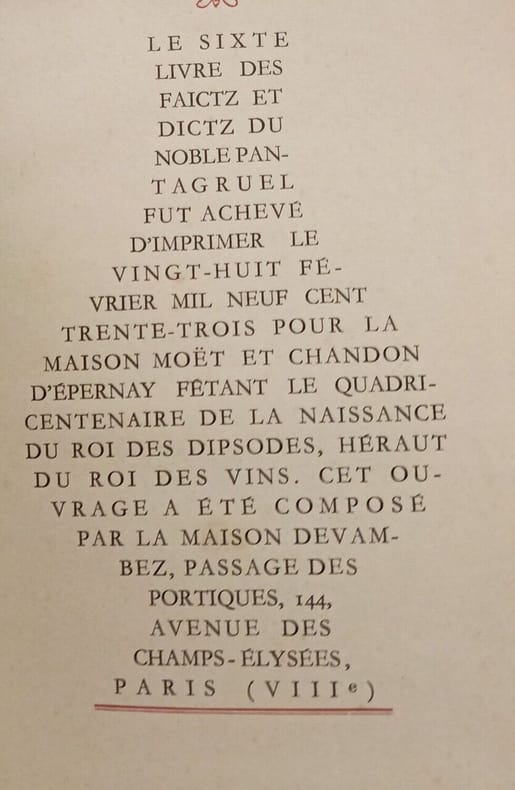 LE SIXTE
LIVRE DES
FAICTZ ET
DICTZ DU
NOBLE PAN-
TAGRUEL
FUT ACHEVÉ
D'IMPRIMER LE
VINGT-HUIT FÉ-
VRIER MIL NEUF CENT
TRENTE-TROIS POUR LA
MAISON MOËT ET CHANDON
D'ÉPERNAY FÊTANT LE QUADRI-
CENTENAIRE DE LA NAISSANCE
DU ROI DES DIPSODES, HÉRAUT
DU ROI DES VINS. CET OU-
VRAGE A ÉTÉ COMPOSÉ
PAR LA MAISON DEVAM-
BEZ, PASSAGE DES
PORTIQUES, 144,
AVENUE DES
CHAMPS-ÉLYSÉES,
PARIS (VIIIe)